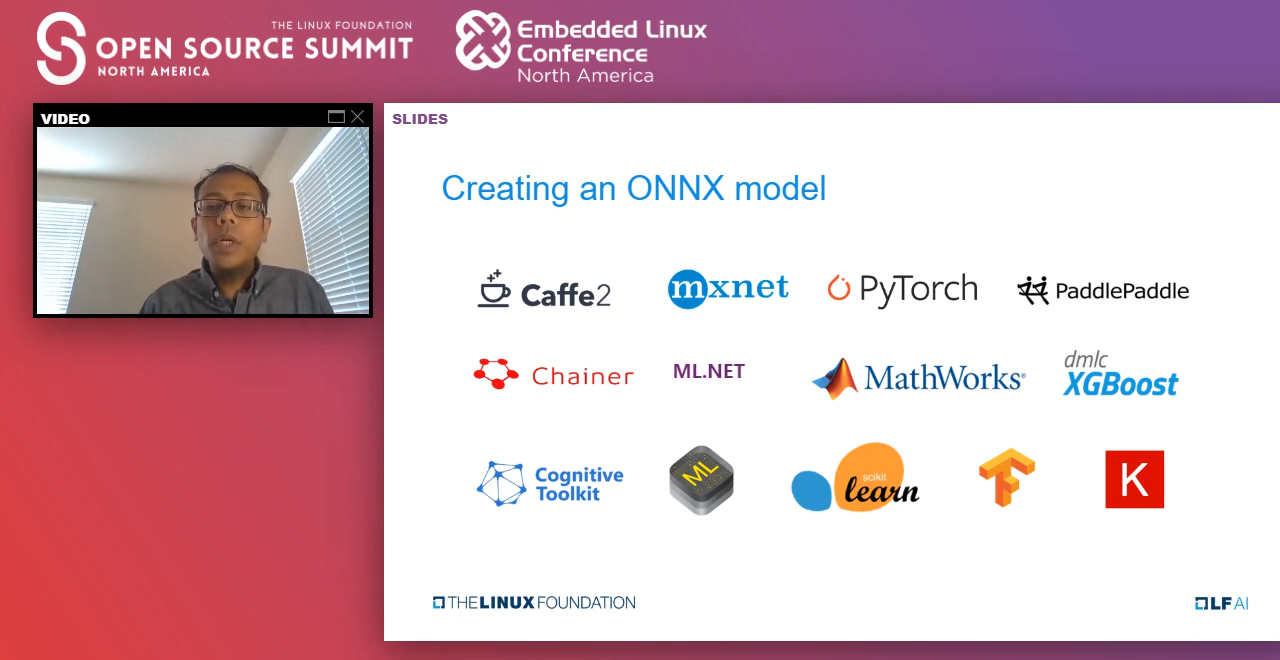 THE LINUX FOUNDATION
OPEN SOURCE SUMMIT
NORTH AMERICA
Embedded Linux
Conference
North America
VIDEO
SLIDES
Creating an ONNX model
Caffe2
mxnet
PyTorch
PaddlePaddle
Chainer
ML.NET
MathWorks®
dmlc
XGBoost
Cognitive
Toolkit
ML
scikit
learn
K
THE LINUX FOUNDATION
LF AI